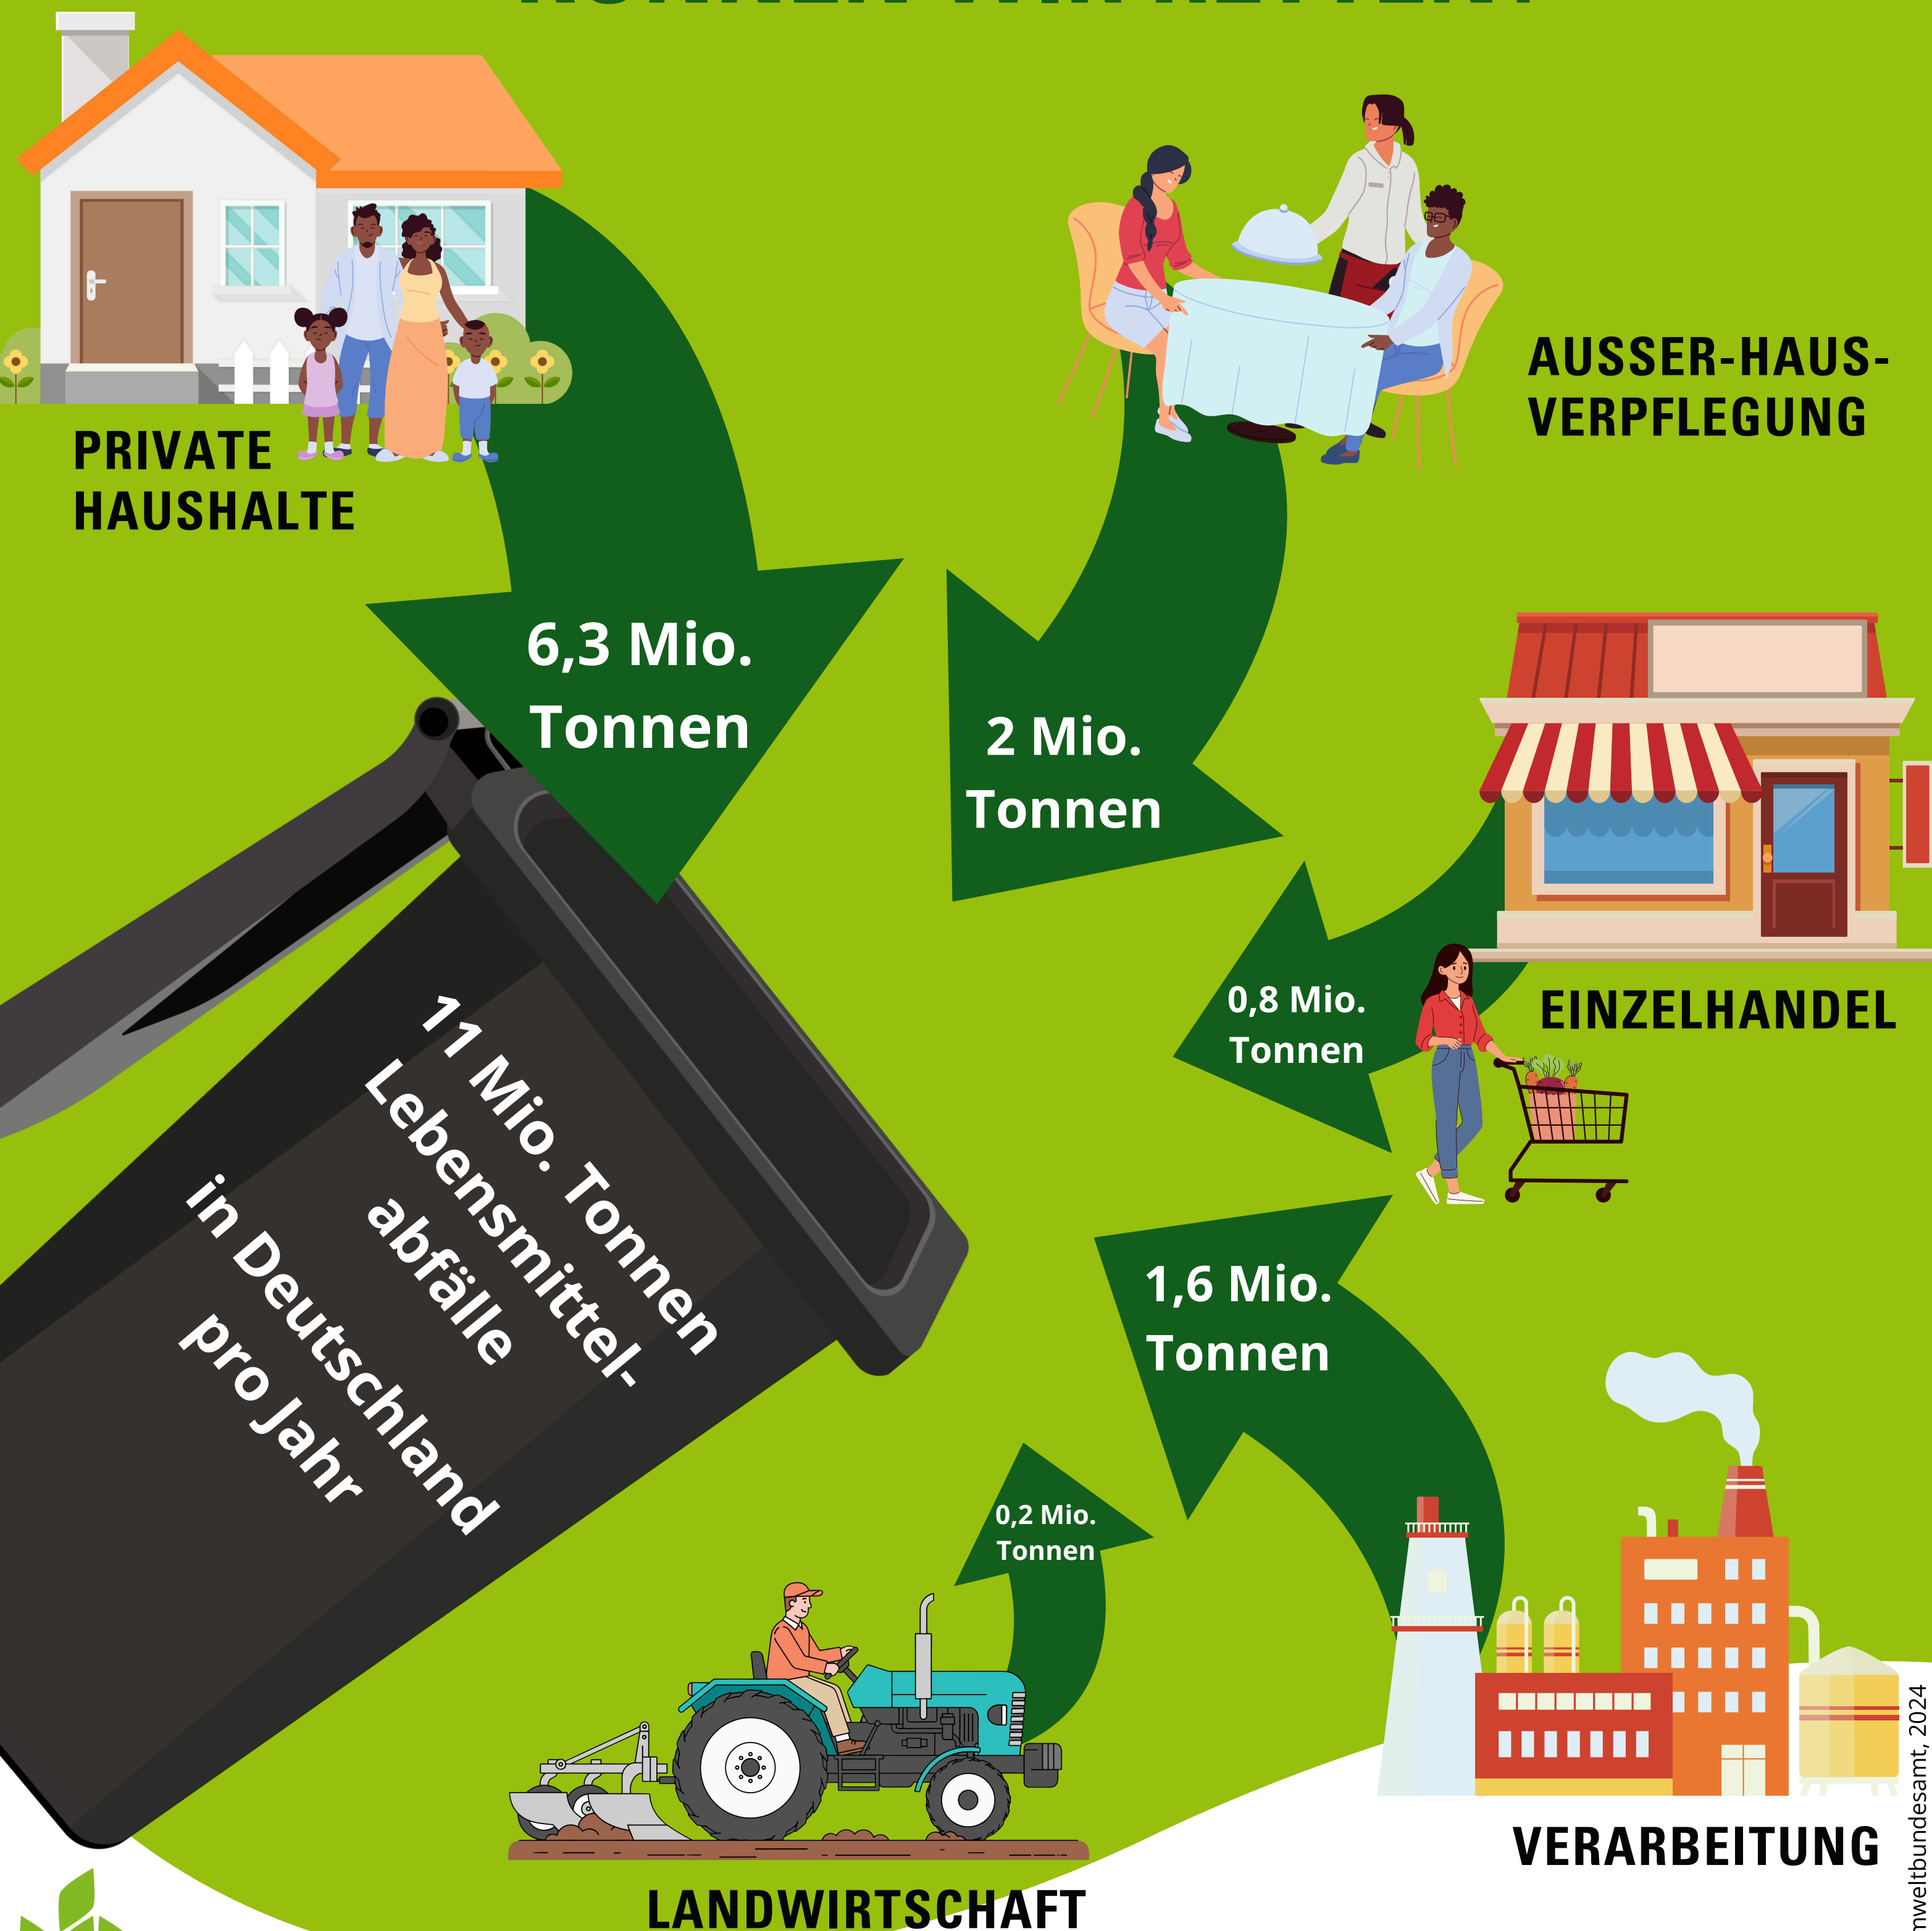 PRIVATE
HAUSHALTE
AUSSER-HAUS-
VERPFLEGUNG
6,3 Mio.
Tonnen
2 Mio.
Tonnen
0,8 Mio.
Tonnen
EINZELHANDEL
11 Mio. Tonnen
Lebensmittel-
abfälle
in Deutschland
pro Jahr
1,6 Mio.
Tonnen
0,2 Mio.
Tonnen
VERARBEITUNG
LANDWIRTSCHAFT
mweltbundesamt, 2024